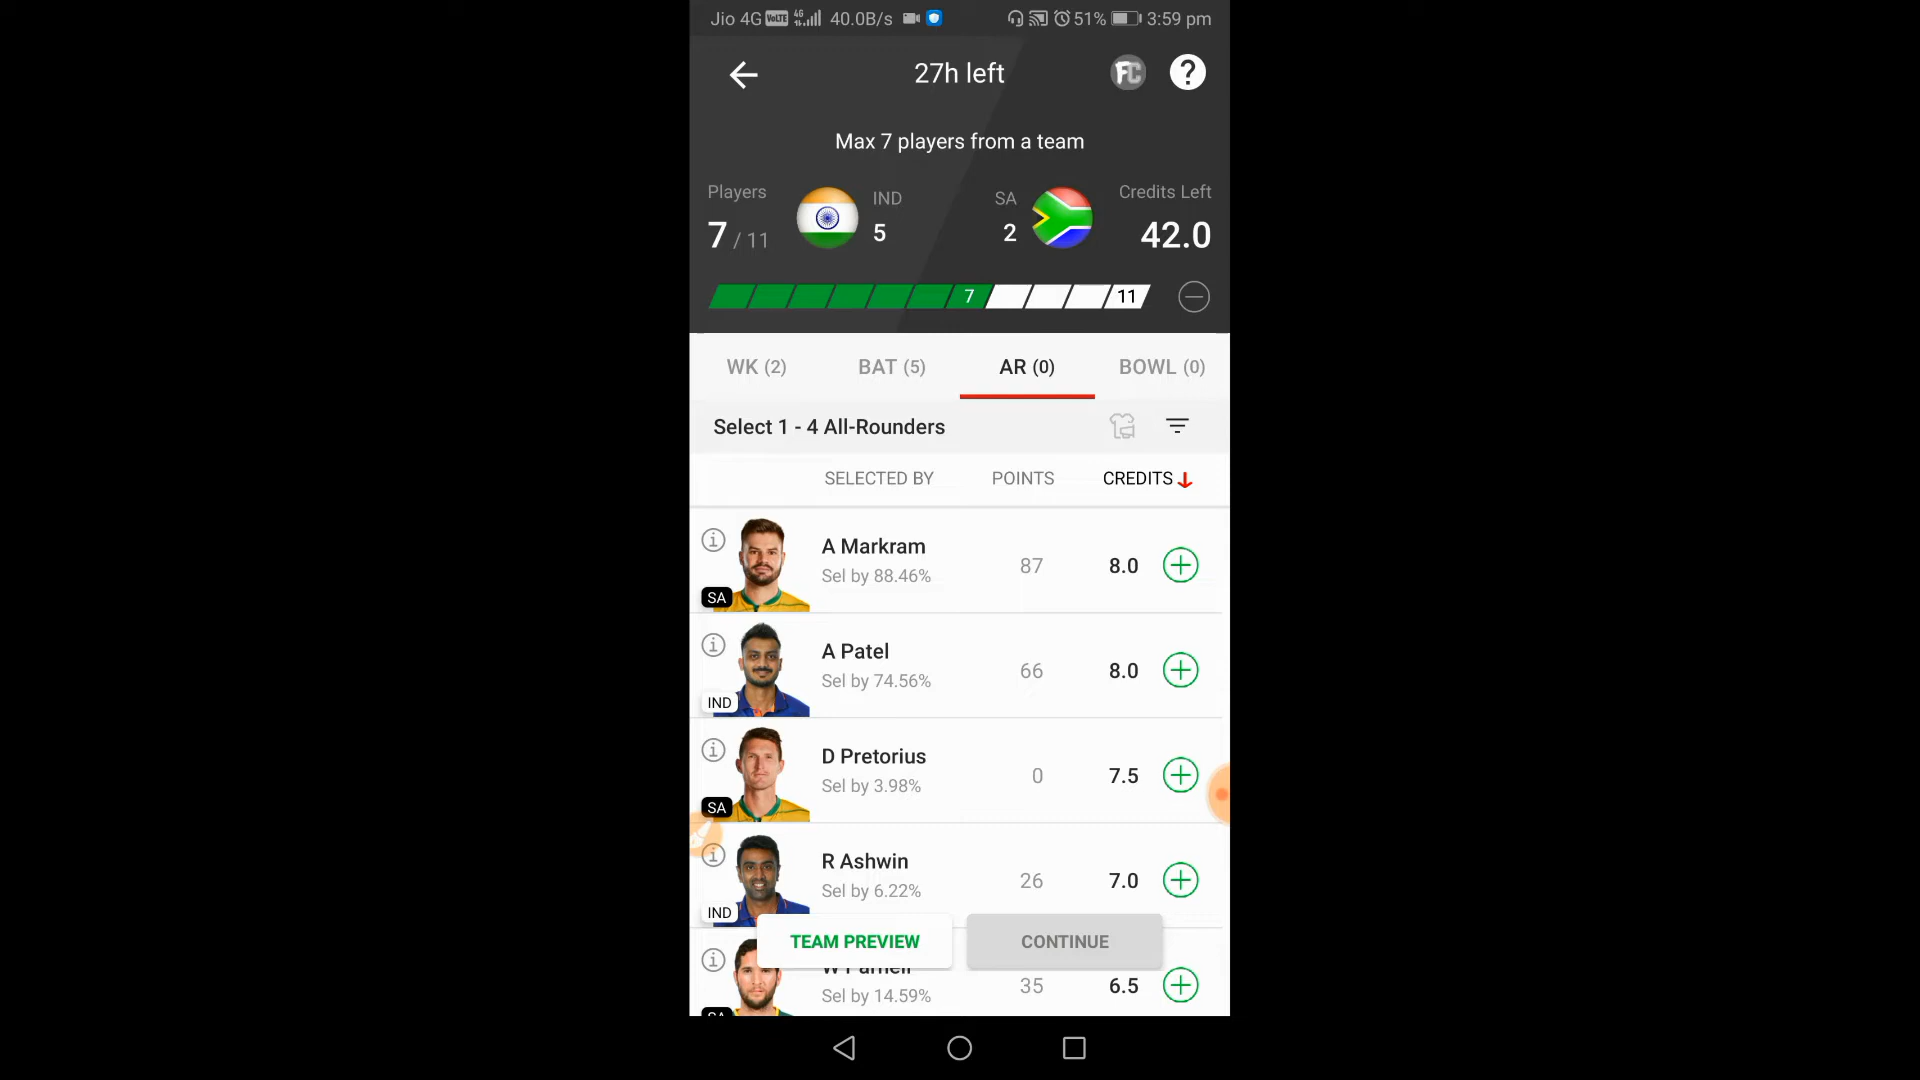 Jio 4G VoLTE 4G 40.0B/s 51% 3:59 pm
27h left
FC ?
Max 7 players from a team
Players IND SA Credits Left
7 / 11 5 2 42.0
7 11
WK (2) BAT (5) AR (0) BOWL (0)
Select 1 - 4 All-Rounders
SELECTED BY POINTS CREDITS
A Markram
Sel by 88.46% 87 8.0
SA
A Patel
Sel by 74.56% 66 8.0
IND
D Pretorius
Sel by 3.98% 0 7.5
SA
R Ashwin
Sel by 6.22% 26 7.0
IND
TEAM PREVIEW CONTINUE
W Parnell
Sel by 14.59% 35 6.5
SA